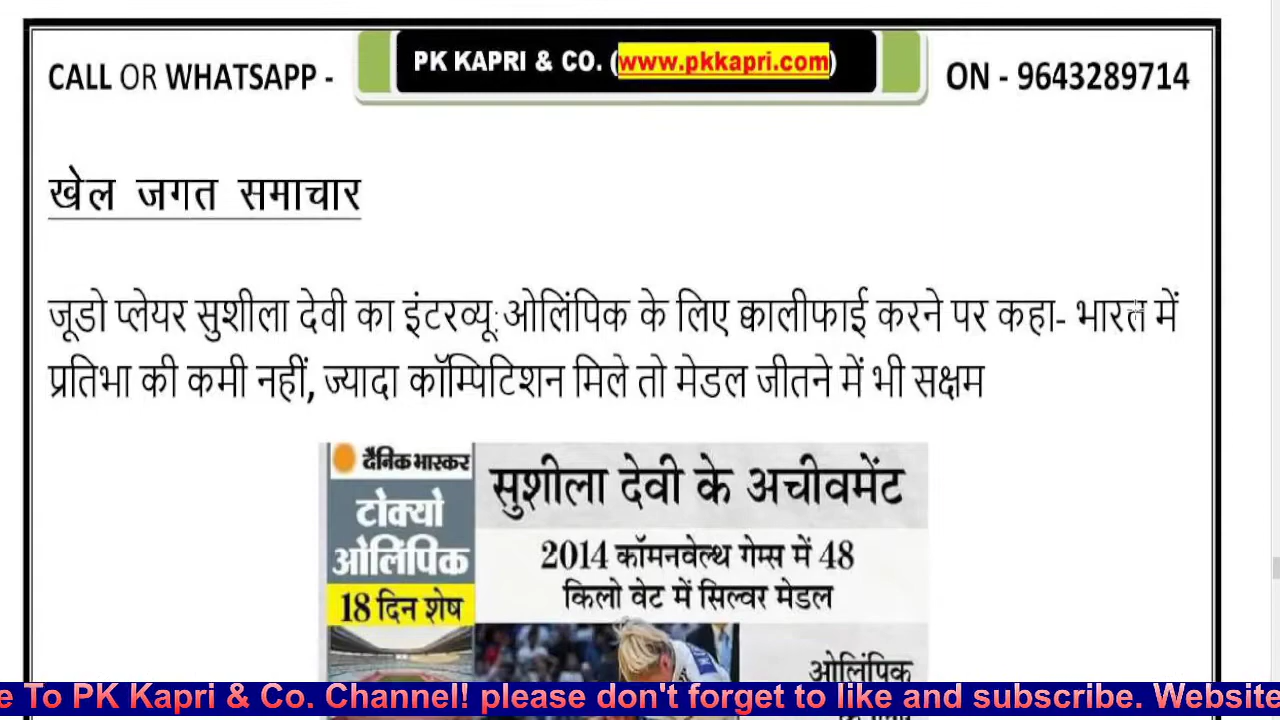 CALL OR WHATSAPP - PK KAPRI & CO. (www.pkkapri.com) ON - 9643289714
खेल जगत समाचार
जूडो प्लेयर सुशीला देवी का इंटरव्यू:ओलिंपिक के लिए क्वालीफाई करने पर कहा- भारत में
प्रतिभा की कमी नहीं, ज्यादा कॉम्पिटिशन मिले तो मेडल जीतने में भी सक्षम
दैनिक भास्कर
टोक्यो
ओलिंपिक
18 दिन शेष
सुशीला देवी के अचीवमेंट
2014 कॉमनवेल्थ गेम्स में 48
किलो वेट में सिल्वर मेडल
ओलिंपिक
e To PK Kapri & Co. Channel! please don't forget to like and subscribe. Website